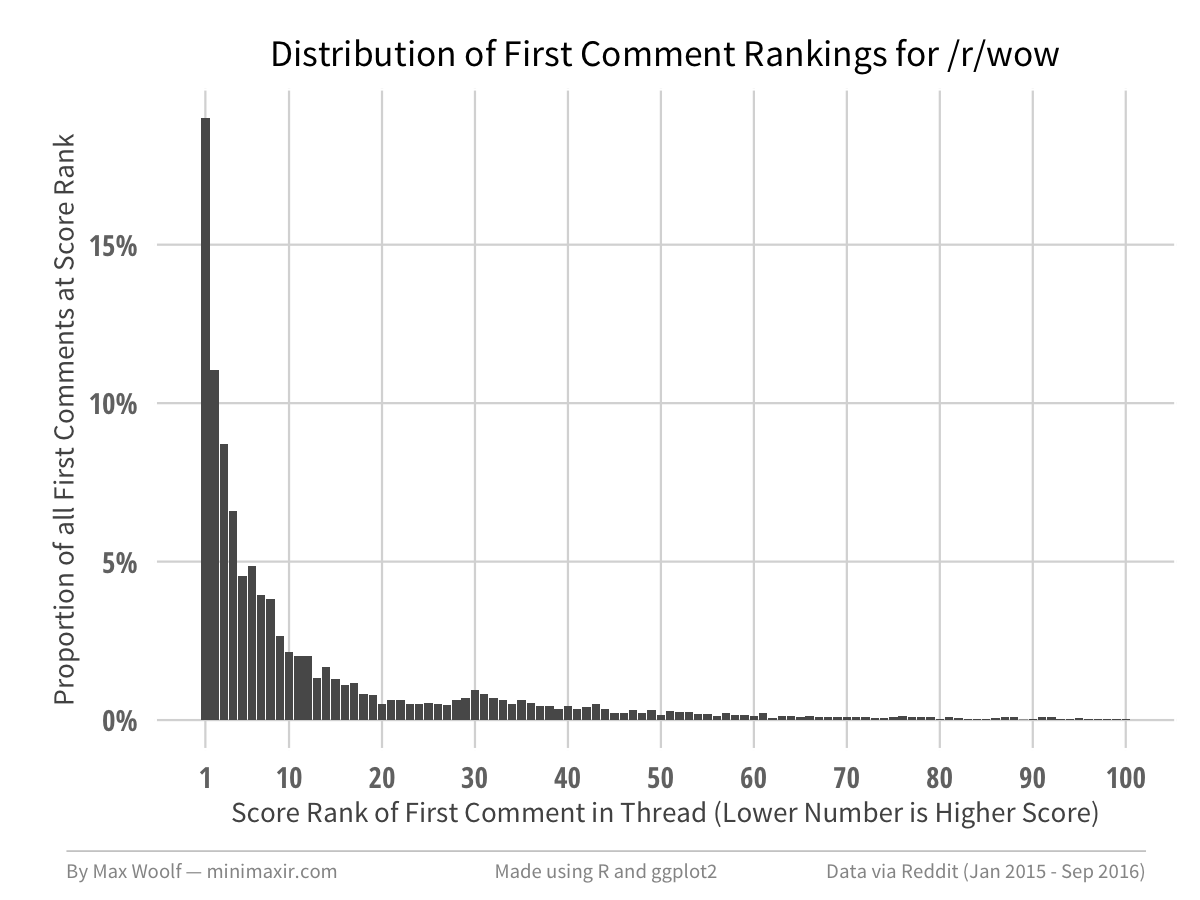 Distribution of First Comment Rankings for /r/wow
Proportion of all First Comments at Score Rank
15%
10%
5%
0%
1 10 20 30 40 50 60 70 80 90 100
Score Rank of First Comment in Thread (Lower Number is Higher Score)
By Max Woolf — minimaxir.com Made using R and ggplot2 Data via Reddit (Jan 2015 - Sep 2016)